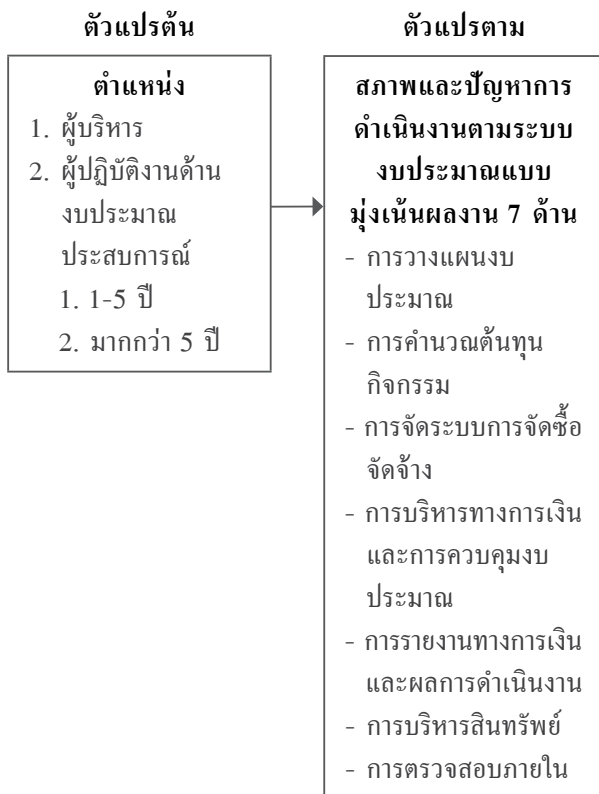 ตัวแปรต้น
ตำแหน่ง
1. ผู้บริหาร
2. ผู้ปฏิบัติงานด้าน
งบประมาณ
ประสบการณ์
1. 1-5 ปี
2. มากกว่า 5 ปี
ตัวแปรตาม
สภาพและปัญหาการ
ดำเนินงานตามระบบ
งบประมาณแบบ
มุ่งเน้นผลงาน 7 ด้าน
- การวางแผนงบ
ประมาณ
- การคำนวณต้นทุน
กิจกรรม
- การจัดระบบการจัดซื้อ
จัดจ้าง
- การบริหารทางการเงิน
และการควบคุมงบ
ประมาณ
- การรายงานทางการเงิน
และผลการดำเนินงาน
- การบริหารสินทรัพย์
- การตรวจสอบภายใน